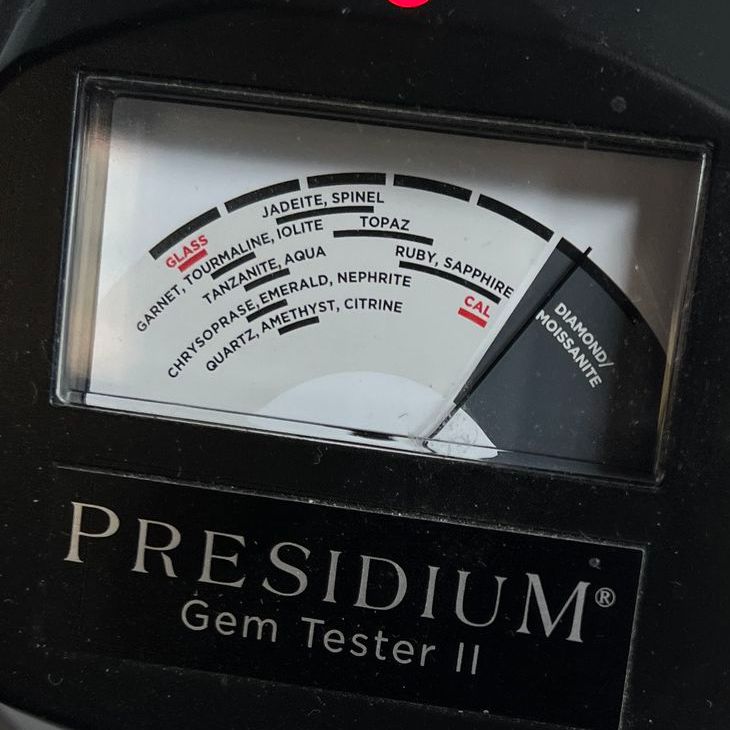 JADEITE, SPINEL
TOPAZ
GLASS
GARNET, TOURMALINE, IOLITE
RUBY, SAPPHIRE
TANZANITE, AQUA
CAL
CHRYSOPRASE, EMERALD, NEPHRITE
QUARTZ, AMETHYST, CITRINE
DIAMOND/
MOISSANITE
PRESIDIUM®
Gem Tester II